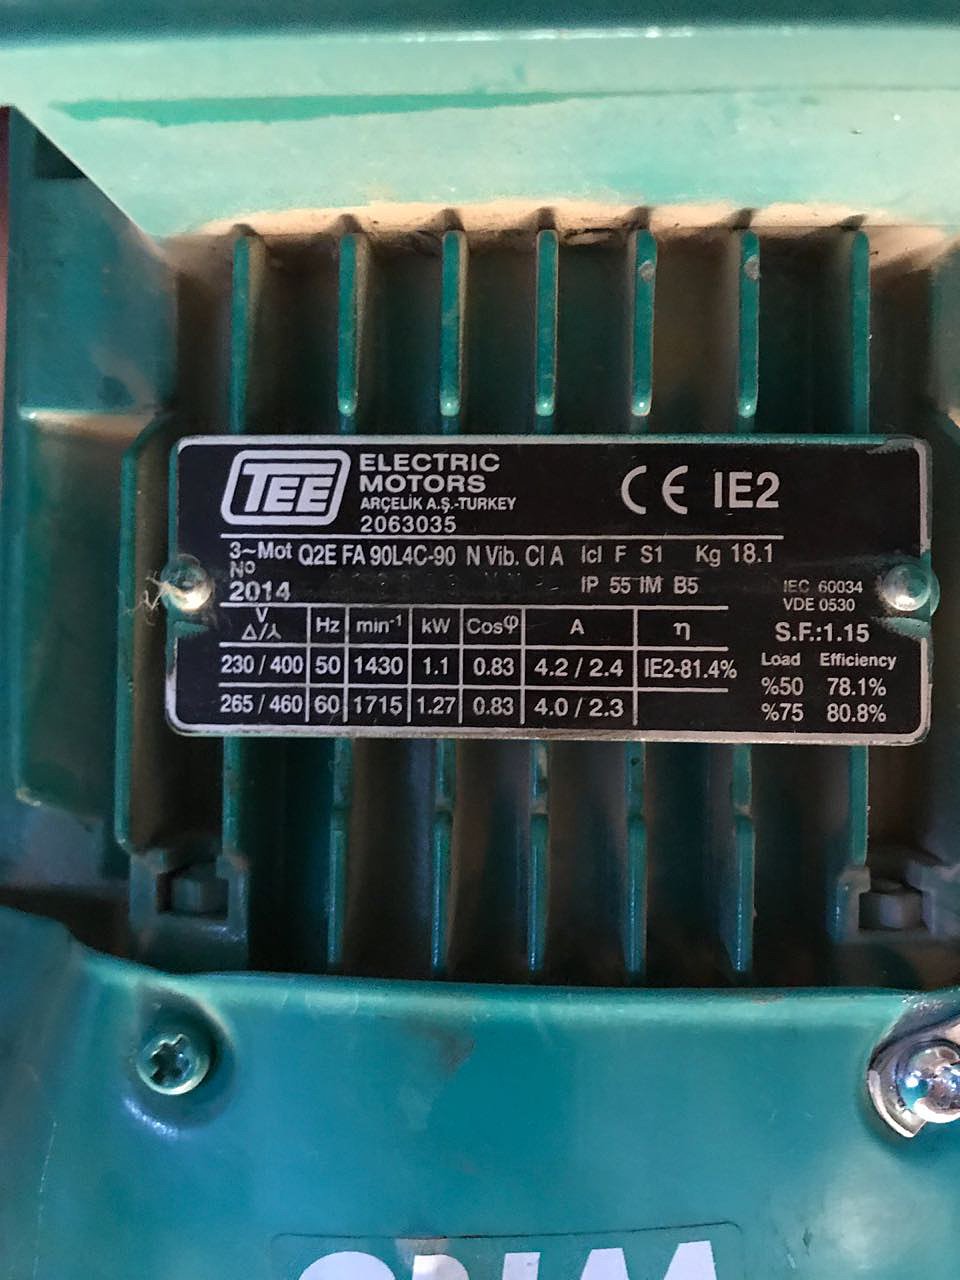 TEE
ELECTRIC
MOTORS
ARÇELİK A.Ş.-TURKEY
2063035
CE IE2
3~Mot Q2E FA 90L4C-90 N Vib. Cl A Icl F S1 Kg 18.1
Nº
2014 IP 55 IM B5
IEC 60034
VDE 0530
V Δ/⅄ Hz min⁻¹ kW Cosφ A η
S.F.:1.15
230 / 400 50 1430 1.1 0.83 4.2 / 2.4 IE2-81.4%
265 / 460 60 1715 1.27 0.83 4.0 / 2.3
Load Efficiency
%50 78.1%
%75 80.8%